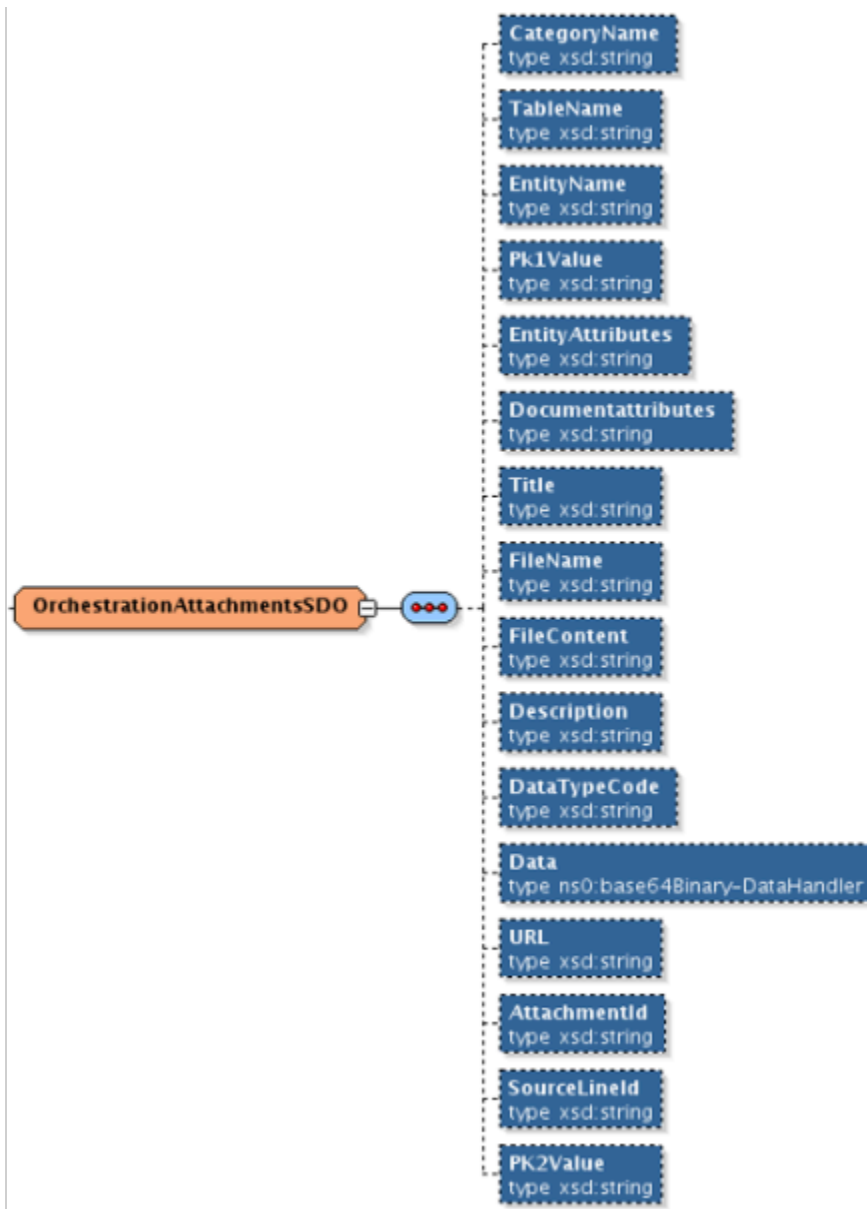 CategoryName
type xsd:string
TableName
type xsd:string
EntityName
type xsd:string
Pk1Value
type xsd:string
EntityAttributes
type xsd:string
Documentattributes
type xsd:string
Title
type xsd:string
FileName
type xsd:string
OrchestrationAttachmentsSDO
FileContent
type xsd:string
Description
type xsd:string
DataTypeCode
type xsd:string
Data
type ns0:base64Binary-DataHandler
URL
type xsd:string
AttachmentId
type xsd:string
SourceLineId
type xsd:string
PK2Value
type xsd:string